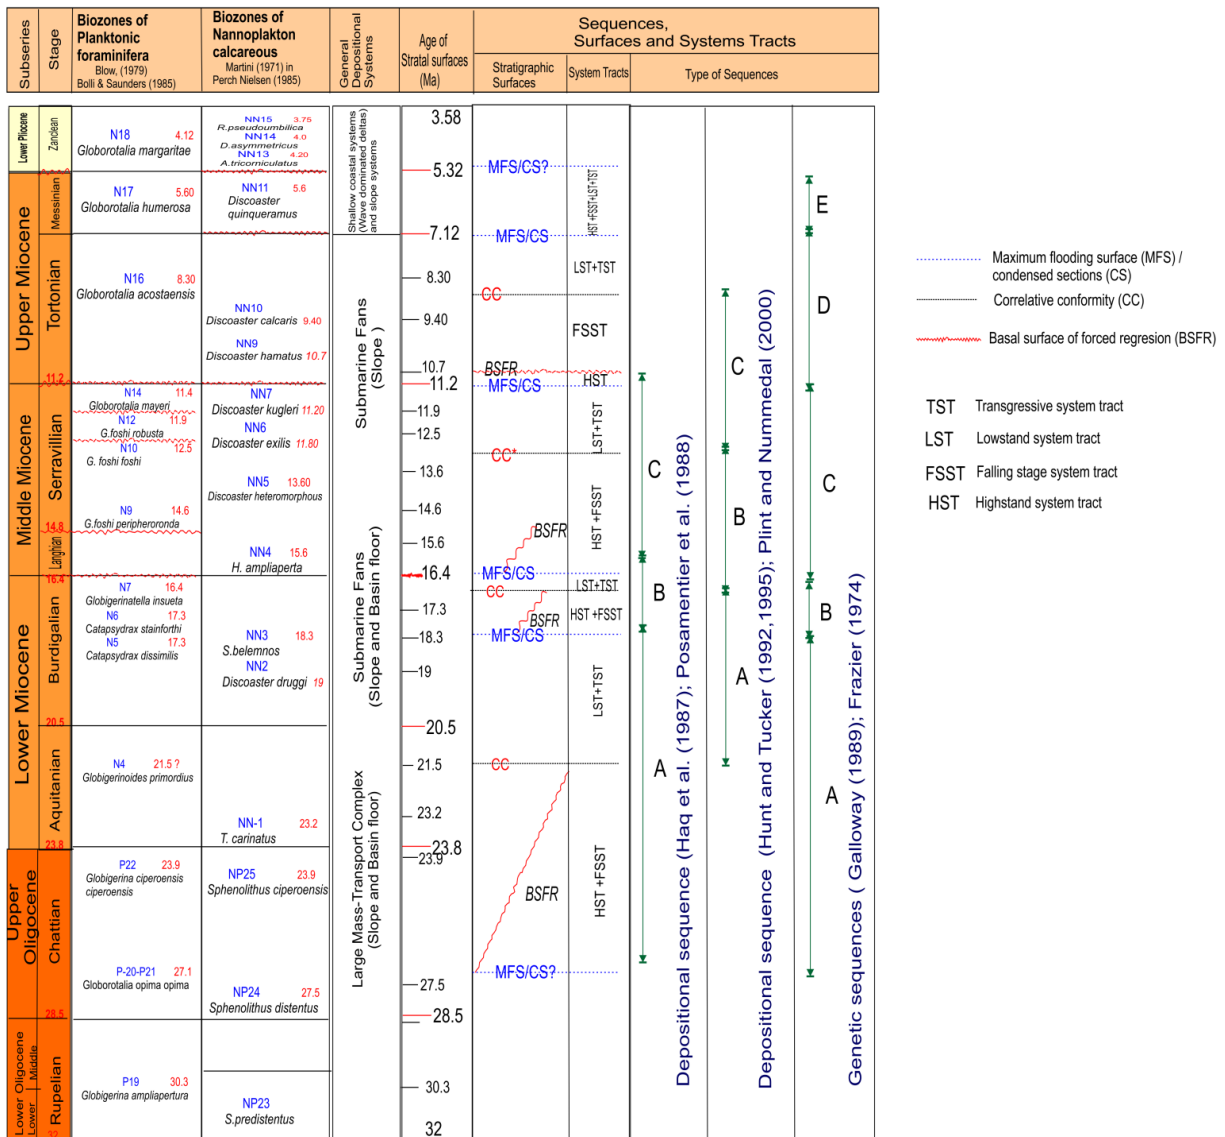 Subseries
Stage
Biozones of
Planktonic
foraminifera
Blow, (1979)
Bolli & Saunders (1985)
Biozones of
Nannoplakton
calcareous
Martini (1971) in
Perch Nielsen (1985)
General
Depositional
Systems
Age of
Stratal surfaces
(Ma)
Sequences,
Surfaces and Systems Tracts
Stratigraphic
Surfaces
System Tracts
Type of Sequences
Lower Pliocene
Upper Miocene
Middle Miocene
Lower Miocene
Upper
Oligocene
Lower Oligocene
Lower
Middle
Zandean
Messinian
Tortonian
11.2
Serravillian
14.8
Langhian
16.4
Burdigalian
20.5
Aquitanian
23.8
Chattian
28.5
Rupelian
32
N18 4.12
Globorotalia margaritae
N17 5.60
Globorotalia humerosa
N16 8.30
Globorotalia acostaensis
N14 11.4
Globorotalia mayeri
N12 11.9
G.foshi robusta
N10 12.5
G. foshi foshi
N9 14.6
G.foshi peripheroronda
N7 16.4
Globigerinatella insueta
N6 17.3
Catapsydrax stainforthi
N5 17.3
Catapsydrax dissimilis
N4 21.5 ?
Globigerinoides primordius
P22 23.9
Globigerina ciperoensis
ciperoensis
P-20-P21 27.1
Globorotalia opima opima
P19 30.3
Globigerina ampliapertura
NN15 3.75
R.pseudoumbilica
NN14 4.0
D.asymmetricus
NN13 4.20
A.tricorniculatus
NN11 5.6
Discoaster
quinqueramus
NN10
Discoaster calcaris 9.40
NN9
Discoaster hamatus 10.7
NN7
Discoaster kugleri 11.20
NN6
Discoaster exilis 11.80
NN5 13.60
Discoaster heteromorphous
NN4 15.6
H. ampliaperta
NN3 18.3
S.belemnos
NN2
Discoaster druggi 19
NN-1 23.2
T. carinatus
NP25 23.9
Sphenolithus ciperoensis
NP24 27.5
Sphenolithus distentus
NP23
S.predistentus
Shallow coastal systems
(Wave dominated deltas)
and slope systems
Submarine Fans
(Slope )
Submarine Fans
(Slope and Basin floor)
Large Mass-Transport Complex
(Slope and Basin floor)
3.58
5.32
7.12
8.30
9.40
10.7
11.2
11.9
12.5
13.6
14.6
15.6
16.4
17.3
18.3
19
20.5
21.5
23.2
23.8
23.9
27.5
28.5
30.3
32
MFS/CS?
MFS/CS
CC
BSFR
MFS/CS
CC*
BSFR
MFS/CS
CC
BSFR
MFS/CS
CC
BSFR
MFS/CS?
HST +FSST+LST+TST
LST+TST
FSST
HST
LST+TST
HST +FSST
LST+TST
HST +FSST
LST+TST
HST +FSST
C
B
A
Depositional sequence (Haq et al. (1987); Posamentier et al. (1988)
C
B
A
Depositional sequence (Hunt and Tucker (1992,1995); Plint and Nummedal (2000)
E
D
C
B
A
Genetic sequences ( Galloway (1989); Frazier (1974)
Maximum flooding surface (MFS) /
condensed sections (CS)
Correlative conformity (CC)
Basal surface of forced regresion (BSFR)
TST Transgressive system tract
LST Lowstand system tract
FSST Falling stage system tract
HST Highstand system tract